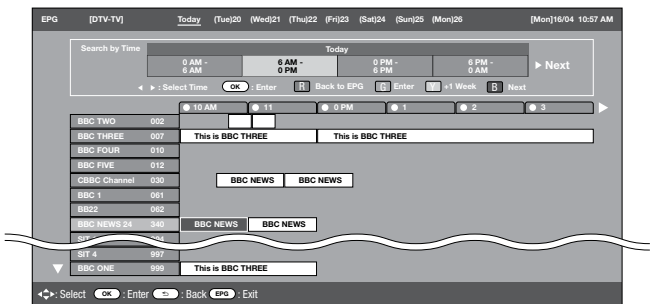 EPG [DTV-TV] Today (Tue)20 (Wed)21 (Thu)22 (Fri)23 (Sat)24 (Sun)25 (Mon)26 [Mon]16/04 10:57 AM
Search by Time Today
0 AM - 6 AM 6 AM - 0 PM 0 PM - 6 PM 6 PM - 0 AM Next
: Select Time OK : Enter R Back to EPG G Enter Y +1 Week B Next
10 AM 11 0 PM 1 2 3
BBC TWO 002
BBC THREE 007 This is BBC THREE This is BBC THREE
BBC FOUR 010
BBC FIVE 012
CBBC Channel 030 BBC NEWS BBC NEWS
BBC 1 061
BB22 062
BBC NEWS 24 340 BBC NEWS BBC NEWS
SIT
SIT 4 997
BBC ONE 999 This is BBC THREE
: Select OK : Enter : Back EPG : Exit